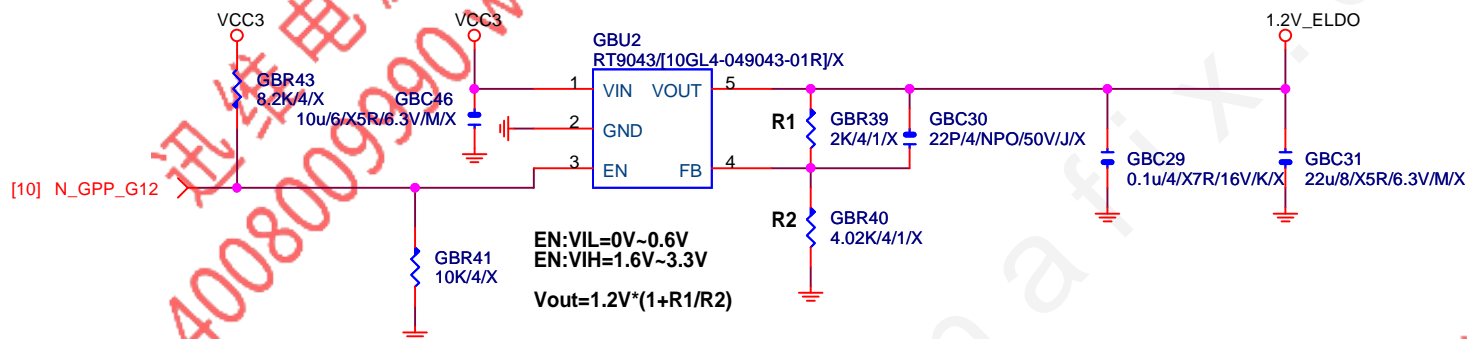 VCC3
VCC3
1.2V_ELDO
GBU2
RT9043/[10GL4-049043-01R]/X
GBR43
8.2K/4/X
GBC46
10u/6/X5R/6.3V/M/X
1
VIN
VOUT
5
2
GND
3
EN
FB
4
R1
GBR39
2K/4/1/X
GBC30
22P/4/NPO/50V/J/X
GBC29
0.1u/4/X7R/16V/K/X
GBC31
22u/8/X5R/6.3V/M/X
[10] N_GPP_G12
R2
GBR40
4.02K/4/1/X
GBR41
10K/4/X
EN:VIL=0V~0.6V
EN:VIH=1.6V~3.3V
Vout=1.2V*(1+R1/R2)
迅维电
4008009990
w
afix.